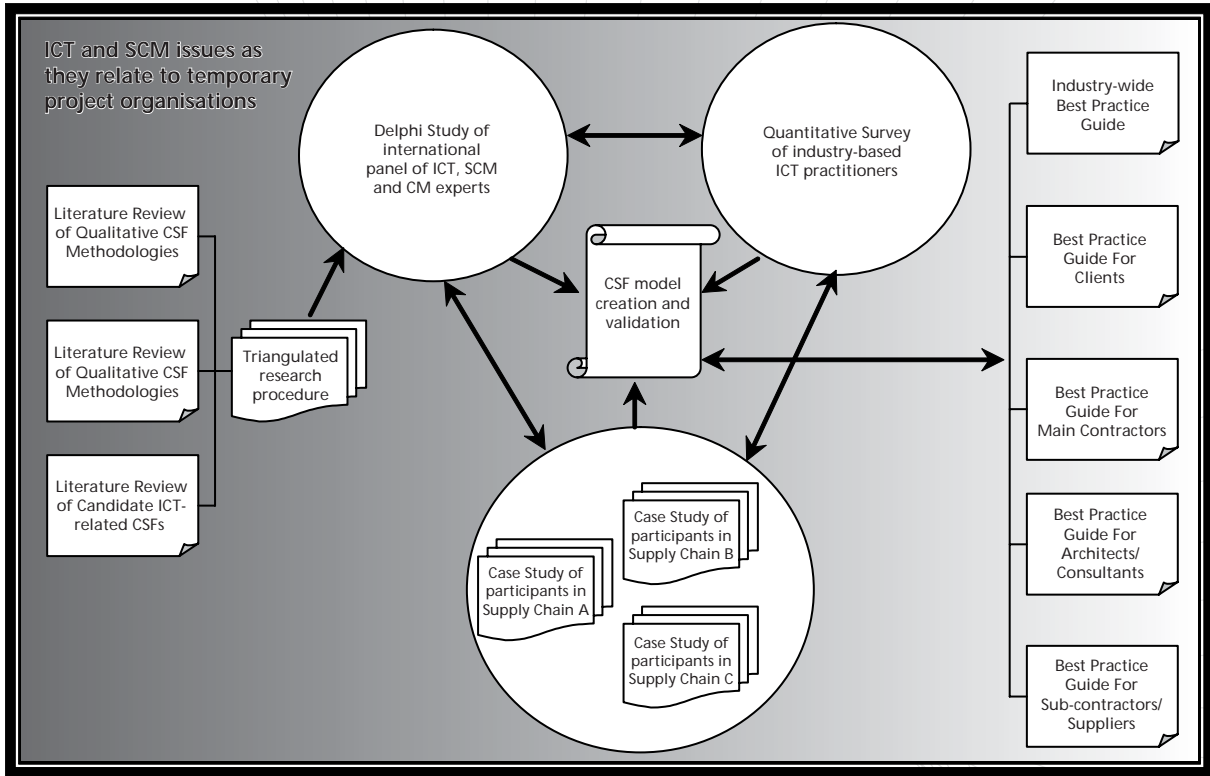 ICT and SCM issues as
they relate to temporary
project organisations
Literature Review
of Qualitative CSF
Methodologies
Literature Review
of Qualitative CSF
Methodologies
Literature Review
of Candidate ICT-
related CSFs
Triangulated
research
procedure
Delphi Study of
international
panel of ICT, SCM
and CM experts
Quantitative Survey
of industry-based
ICT practitioners
CSF model
creation and
validation
Case Study of
participants in
Supply Chain A
Case Study of
participants in
Supply Chain B
Case Study of
participants in
Supply Chain C
Industry-wide
Best Practice
Guide
Best Practice
Guide For
Clients
Best Practice
Guide For
Main Contractors
Best Practice
Guide For
Architects/
Consultants
Best Practice
Guide For
Sub-contractors/
Suppliers